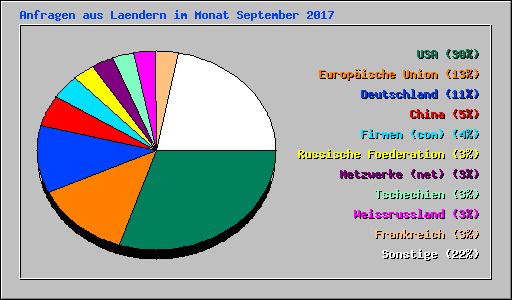 Anfragen aus Laendern im Monat September 2017
USA (30%)
Europäische Union (13%)
Deutschland (11%)
China (5%)
Firmen (com) (4%)
Russische Foederation (3%)
Netzwerke (net) (3%)
Tschechien (3%)
Weissrussland (3%)
Frankreich (3%)
Sonstige (22%)